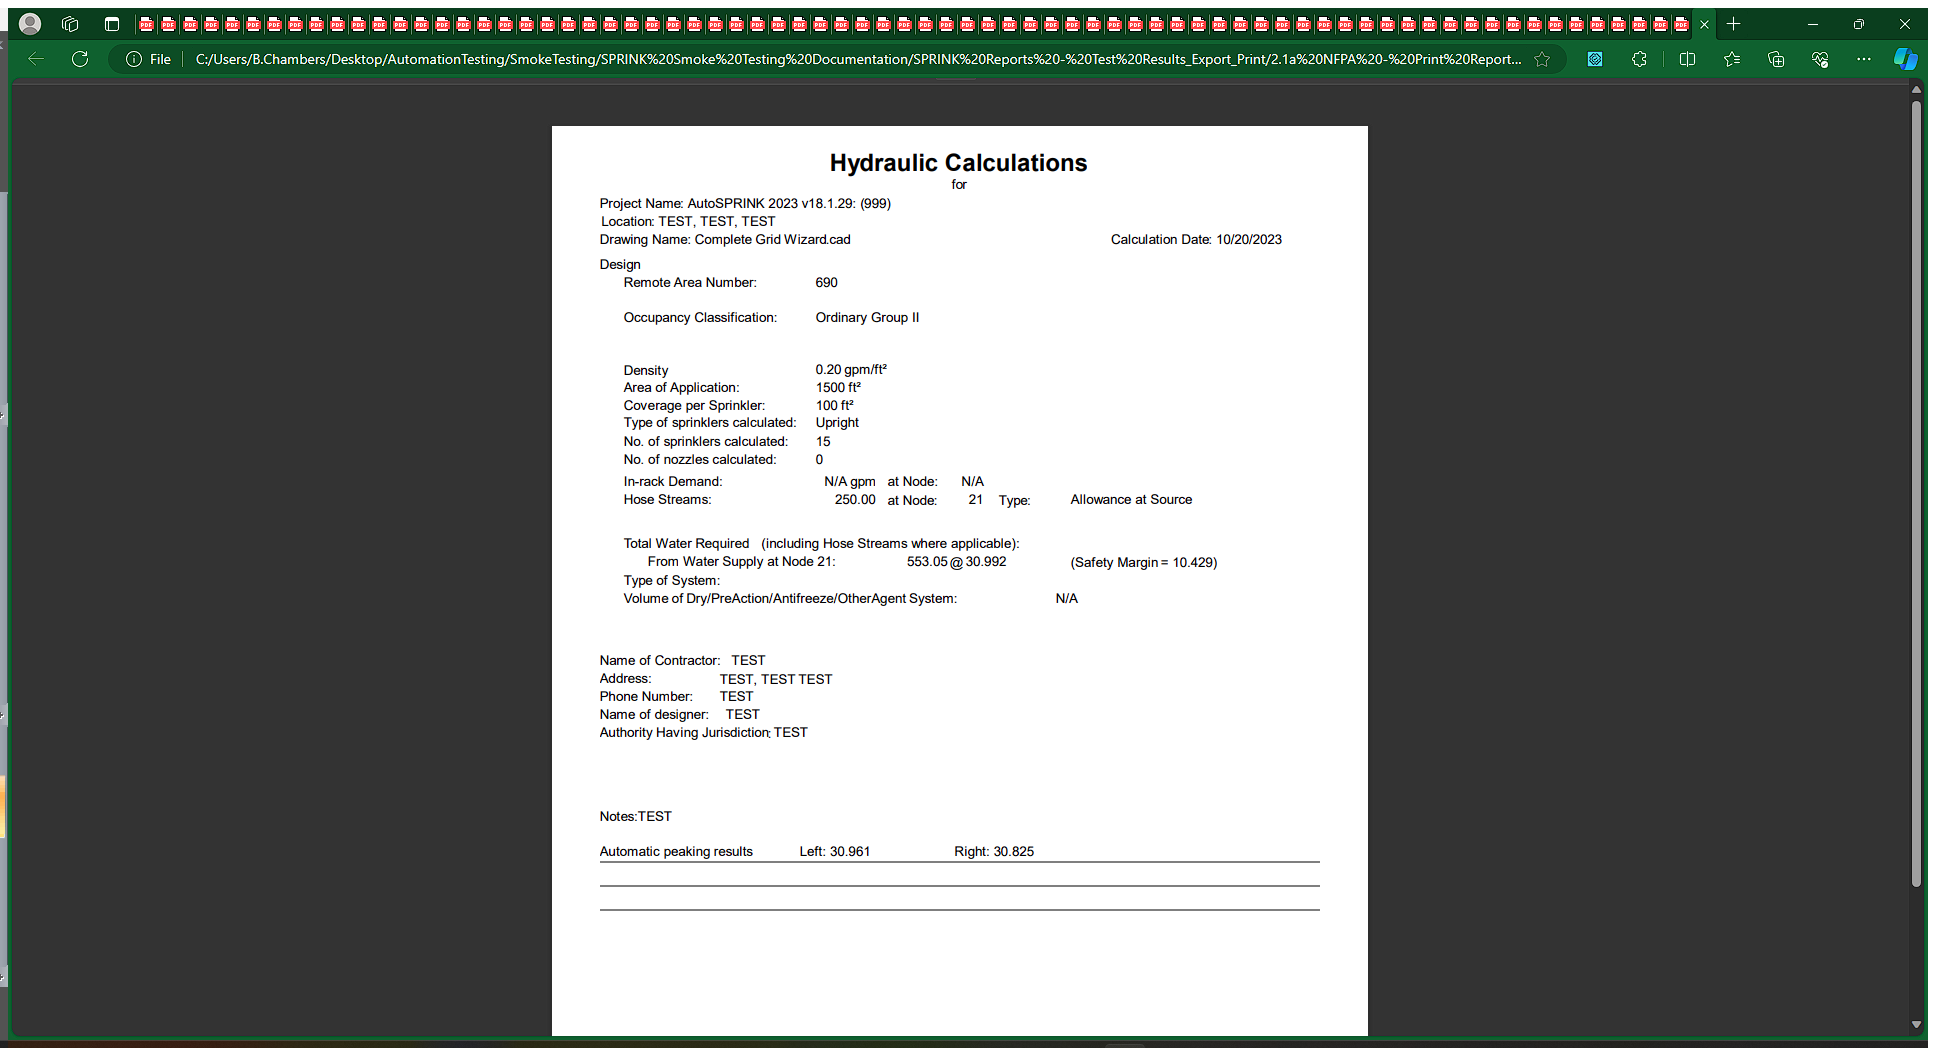 File
C:/Users/B.Chambers/Desktop/AutomationTesting/SmokeTesting/SPRINK%20Smoke%20Testing%20Documentation/SPRINK%20Reports%20-%20Test%20Results_Export_Print/2.1a%20NFPA%20-%20Print%20Report...
Hydraulic Calculations
for
Project Name: AutoSPRINK 2023 v18.1.29: (999)
Location: TEST, TEST, TEST
Drawing Name: Complete Grid Wizard.cad Calculation Date: 10/20/2023
Design
Remote Area Number: 690
Occupancy Classification: Ordinary Group II
Density 0.20 gpm/ft²
Area of Application: 1500 ft²
Coverage per Sprinkler: 100 ft²
Type of sprinklers calculated: Upright
No. of sprinklers calculated: 15
No. of nozzles calculated: 0
In-rack Demand: N/A gpm at Node: N/A
Hose Streams: 250.00 at Node: 21 Type: Allowance at Source
Total Water Required (including Hose Streams where applicable):
From Water Supply at Node 21: 553.05 @ 30.992 (Safety Margin = 10.429)
Type of System:
Volume of Dry/PreAction/Antifreeze/OtherAgent System: N/A
Name of Contractor: TEST
Address: TEST, TEST TEST
Phone Number: TEST
Name of designer: TEST
Authority Having Jurisdiction: TEST
Notes:TEST
Automatic peaking results Left: 30.961 Right: 30.825